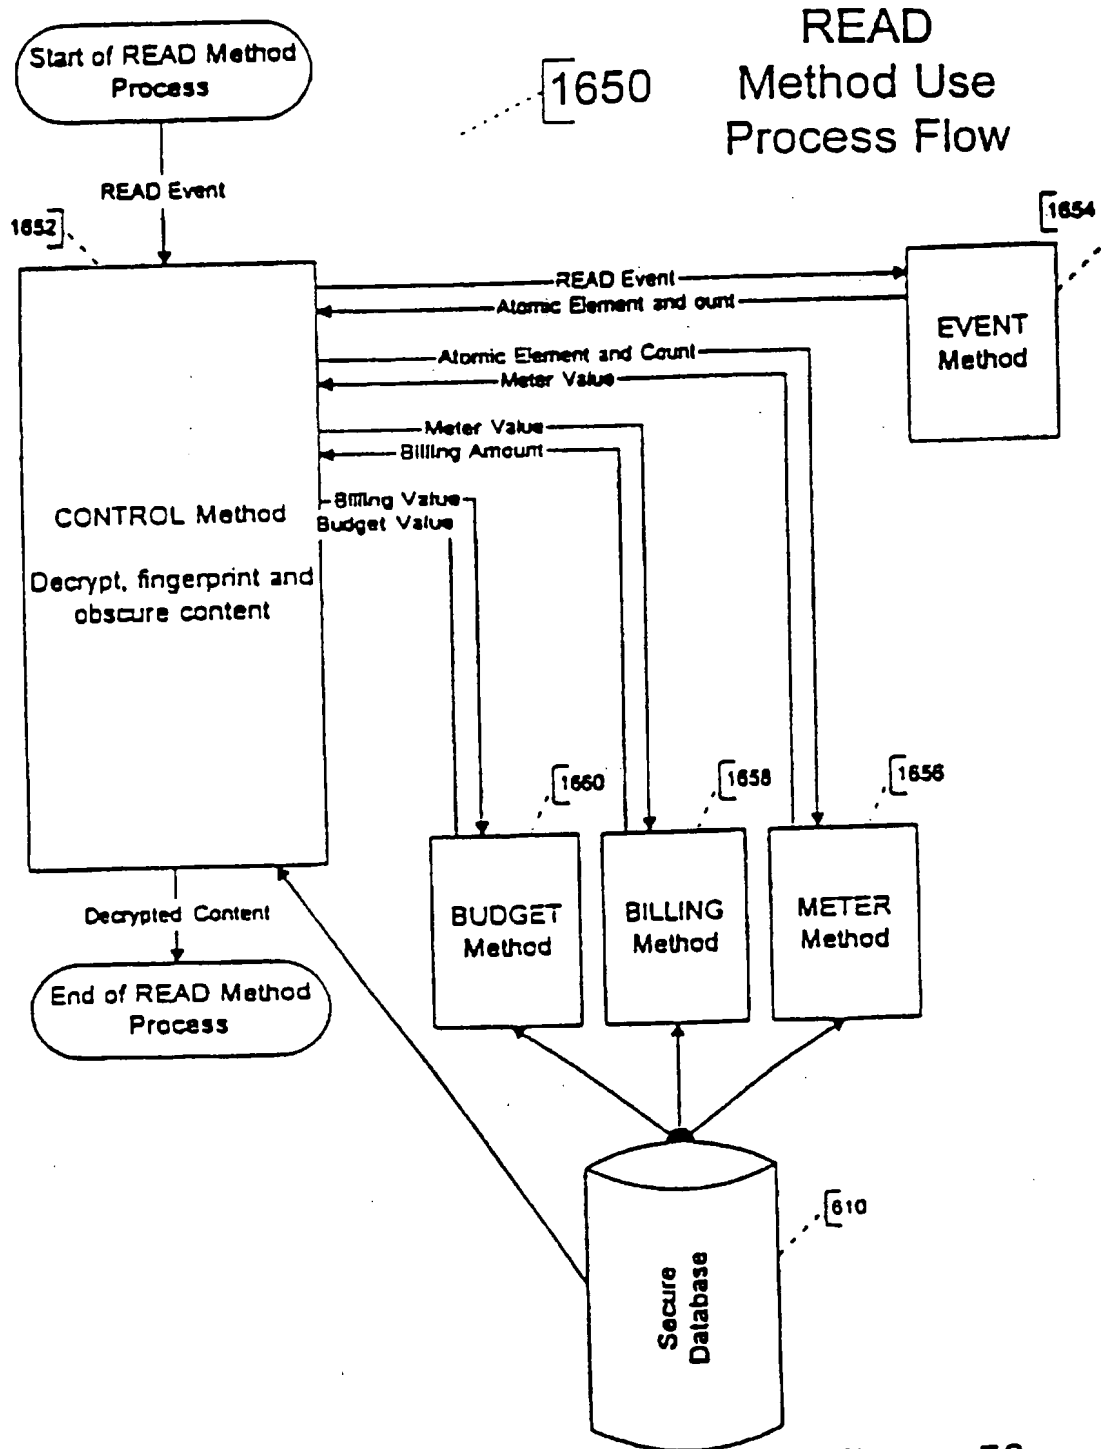 Start of READ Method
Process
1650
READ
Method Use
Process Flow
READ Event
1652
1654
READ Event
Atomic Element and ount
EVENT
Method
Atomic Element and Count
Meter Value
Meter Value
Billing Amount
Billing Value
Budget Value
CONTROL Method
Decrypt, fingerprint and
obscure content
1660
1658
1656
Decrypted Content
BUDGET
Method
BILLING
Method
METER
Method
End of READ Method
Process
610
Secure
Database